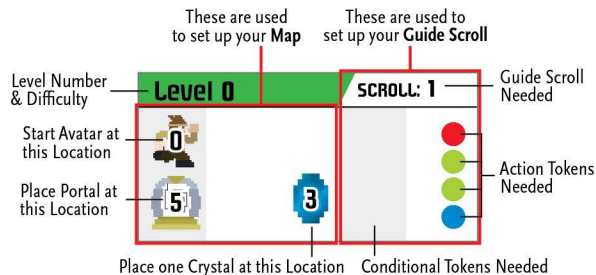 These are used
to set up your Map
These are used to
set up your Guide Scroll
Level Number
& Difficulty
Level 0
SCROLL: 1
Guide Scroll
Needed
Start Avatar at
this Location
0
Place Portal at
this Location
5
3
Action Tokens
Needed
Place one Crystal at this Location
Conditional Tokens Needed